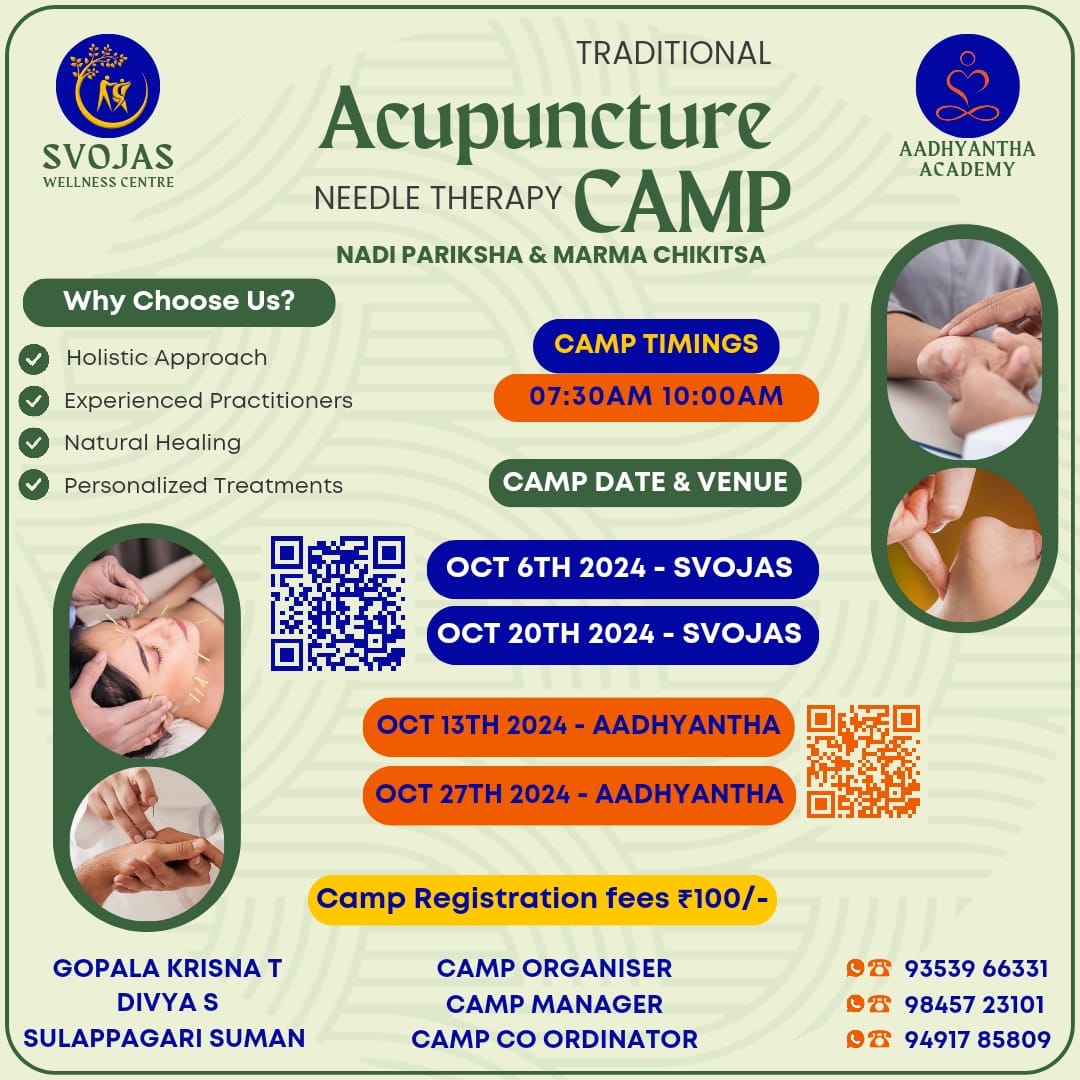 TRADITIONAL
Acupuncture
NEEDLE THERAPY CAMP
NADI PARIKSHA & MARMA CHIKITSA
SVOJAS
WELLNESS CENTRE
AADHYANTHA
ACADEMY
Why Choose Us?
Holistic Approach
Experienced Practitioners
Natural Healing
Personalized Treatments
CAMP TIMINGS
07:30AM 10:00AM
CAMP DATE & VENUE
OCT 6TH 2024 - SVOJAS
OCT 20TH 2024 - SVOJAS
OCT 13TH 2024 - AADHYANTHA
OCT 27TH 2024 - AADHYANTHA
Camp Registration fees ₹100/-
GOPALA KRISNA T CAMP ORGANISER 93539 66331
DIVYA S CAMP MANAGER 98457 23101
SULAPPAGARI SUMAN CAMP CO ORDINATOR 94917 85809